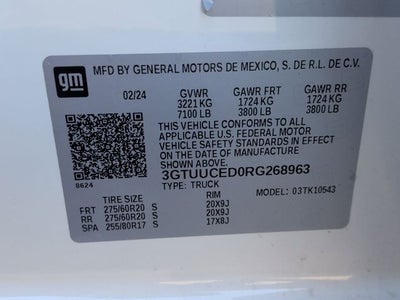 gm
MFD BY GENERAL MOTORS DE MEXICO, S. DE R.L. DE C.V.
02/24 GVWR GAWR FRT GAWR RR
3221 KG 1724 KG 1724 KG
7100 LB 3800 LB 3800 LB
THIS VEHICLE CONFORMS TO ALL
APPLICABLE U.S. FEDERAL MOTOR
VEHICLE SAFETY STANDARDS IN EFFECT
ON THE DATE OF MANUFACTURE
SHOWN ABOVE.
3GTUUCED0RG268963
8624 TYPE: TRUCK MODEL: 03TK10543
TIRE SIZE RIM
FRT 275/60R20 S 20X9J
RR 275/60R20 S 20X9J
SPA 255/80R17 S 17X8J